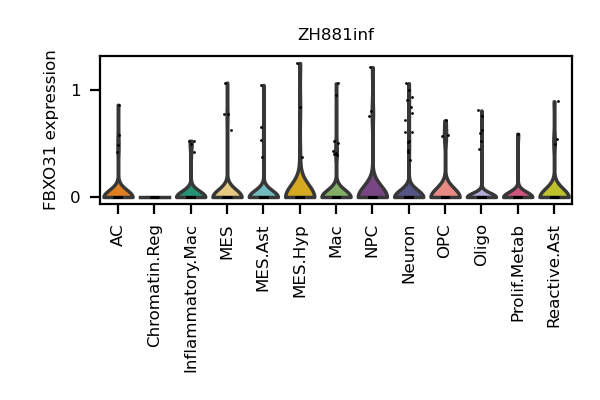 ZH881inf
FBXO31 expression
1
0
AC
Chromatin.Reg
Inflammatory.Mac
MES
MES.Ast
MES.Hyp
Mac
NPC
Neuron
OPC
Oligo
Prolif.Metab
Reactive.Ast